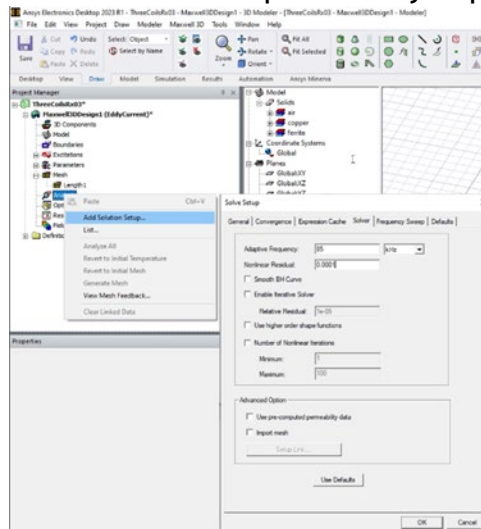 Ansys Electronics Desktop 2023 R1 - ThreeCoilsRx03 - Maxwell3DDesign1 - 3D Modeler - [ThreeCoilsRx03 - Maxwell3DDesign1 - Modeler]
File Edit View Project Draw Modeler Maxwell 3D Tools Window Help
Save
Cut
Undo
Select: Object
Copy
Redo
Select by Name
Paste
Delete
Zoom
Pan
Rotate
Orient
Fit All
Fit Selected
Desktop View Draw Model Simulation Results Automation Ansys Minerva
Project Manager
ThreeCoilsRx03*
Maxwell3DDesign1 (EddyCurrent)*
3D Components
Model
Boundaries
Excitations
Parameters
Mesh
Length1
Model
Solids
air
copper
ferrite
Coordinate Systems
Global
Planes
Global:XY
Global:XZ
Paste Ctrl+V
Add Solution Setup...
List...
Analyze All
Revert to Initial Temperature
Revert to Initial Mesh
Generate Mesh
View Mesh Feedback...
Clear Linked Data
Properties
Solve Setup
General Convergence Expression Cache Solver Frequency Sweep Defaults
Adaptive Frequency: 85 kHz
Nonlinear Residual: 0.0001
Smooth BH Curve
Enable Iterative Solver
Relative Residual: 1e-05
Use higher order shape functions
Number of Nonlinear Iterations
Minimum: 1
Maximum: 100
Advanced Option
Use pre-computed permeability data
Import mesh
Setup Link...
Use Defaults
OK Cancel